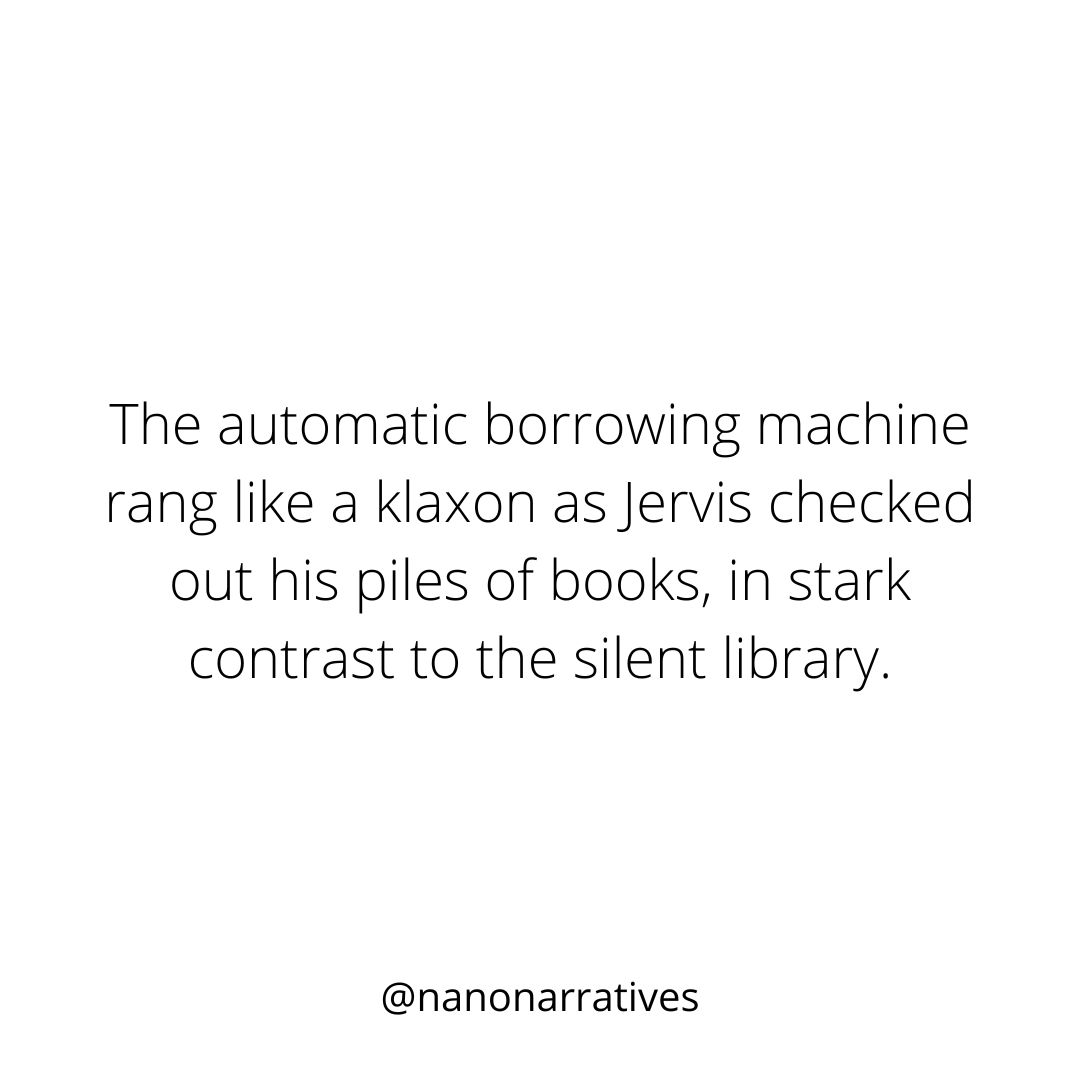 The automatic borrowing machine
rang like a klaxon as Jervis checked
out his piles of books, in stark
contrast to the silent library.
@nanonarratives